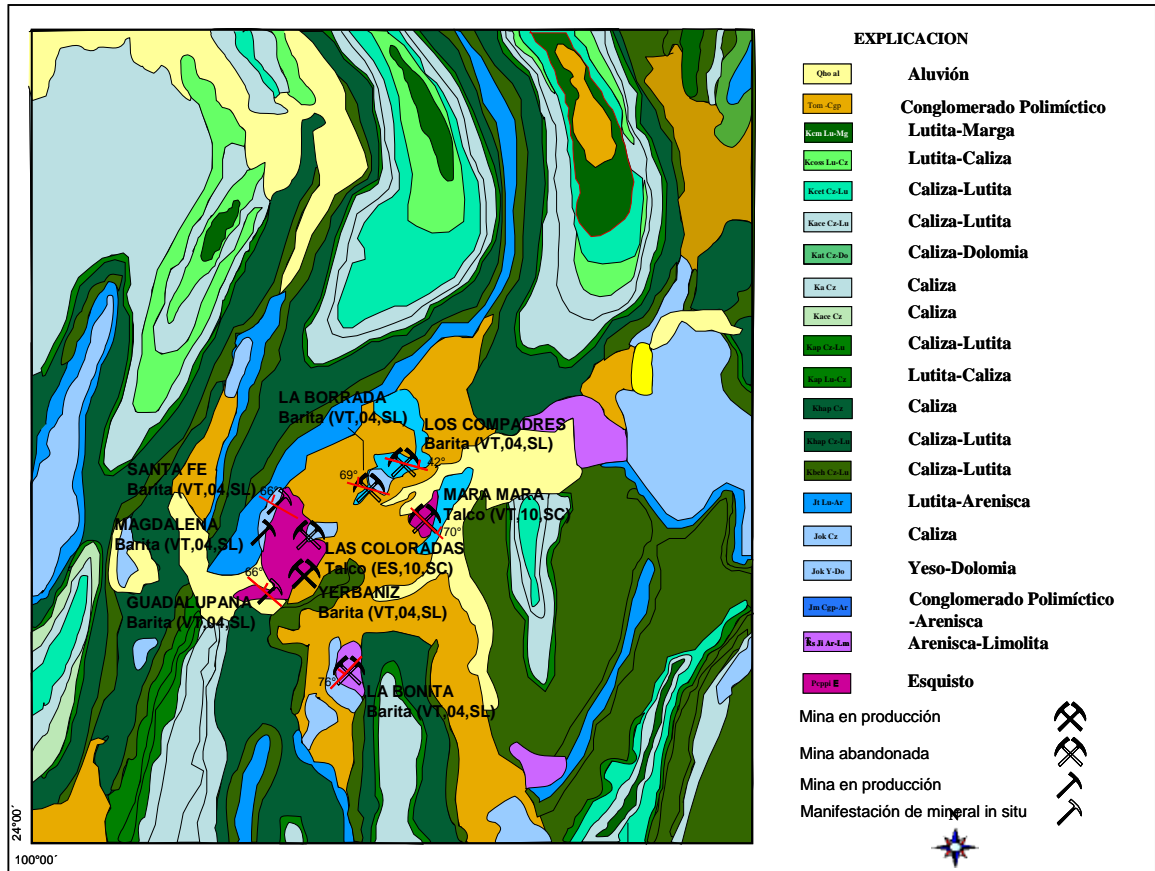 EXPLICACION
Qho al
Aluvión
Tom -Cgp
Conglomerado Polimíctico
Kcm Lu-Mg
Lutita-Marga
Kcoss Lu-Cz
Lutita-Caliza
Kcet Cz-Lu
Caliza-Lutita
Kace Cz-Lu
Caliza-Lutita
Kat Cz-Do
Caliza-Dolomia
Ka Cz
Caliza
Kace Cz
Caliza
Kap Cz-Lu
Caliza-Lutita
Kap Lu-Cz
Lutita-Caliza
Khap Cz
Caliza
Khap Cz-Lu
Caliza-Lutita
Kbeh Cz-Lu
Caliza-Lutita
Jt Lu-Ar
Lutita-Arenisca
Jok Cz
Caliza
Jok Y-Do
Yeso-Dolomia
Jm Cgp-Ar
Conglomerado Polimíctico
-Arenisca
Ji Ar-Lm
Arenisca-Limolita
Pcppi E
Esquisto
Mina en producción
Mina abandonada
Mina en producción
Manifestación de mineral in situ
N
LA BORRADA
Barita (VT,04,SL)
LOS COMPADRES
Barita (VT,04,SL)
42°
69°
SANTA FE
Barita (VT,04,SL)
66°
MARA MARA
Talco (VT,10,SC)
70°
MAGDALENA
Barita (VT,04,SL)
LAS COLORADAS
Talco (ES,10,SC)
66°
YERBANIZ
Barita (VT,04,SL)
GUADALUPANA
Barita (VT,04,SL)
76°
LA BONITA
Barita (VT,04,SL)
24°00´
100°00´